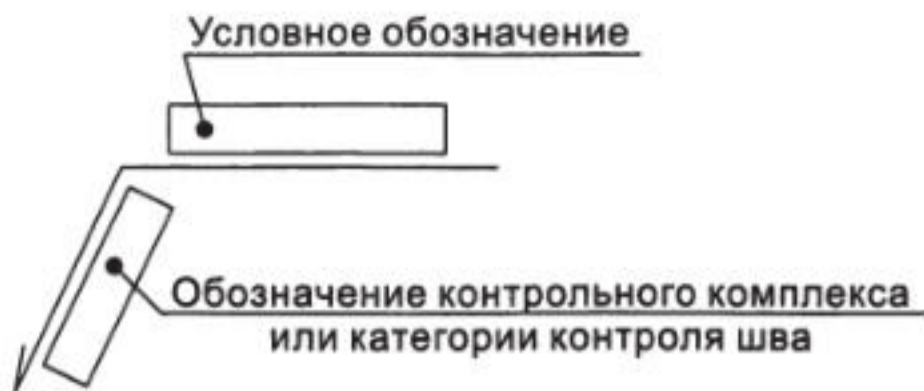 Условное обозначение
Обозначение контрольного комплекса
или категории контроля шва